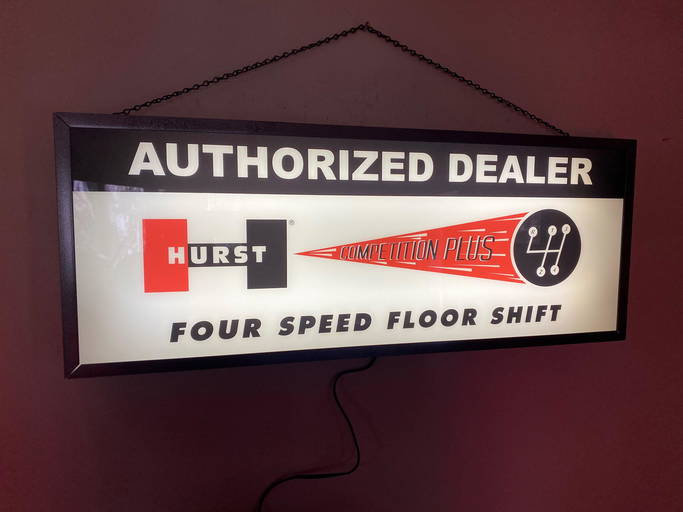 AUTHORIZED DEALER
HURST ®
COMPETITION PLUS
FOUR SPEED FLOOR SHIFT